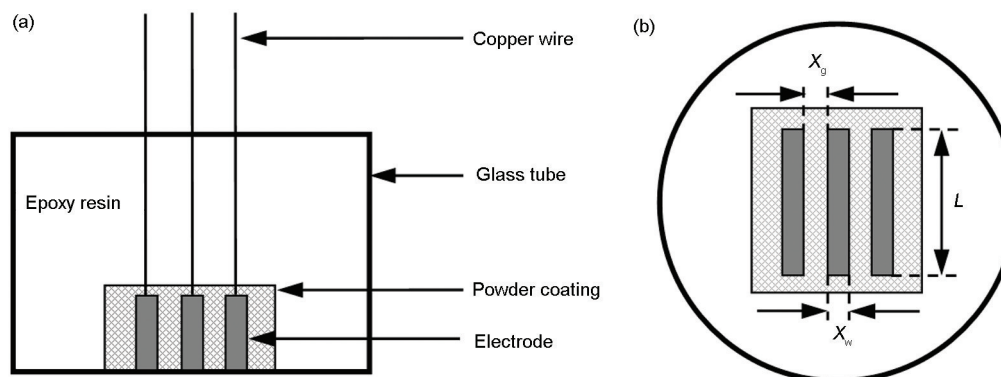 (a)
Copper wire
Glass tube
Epoxy resin
Powder coating
Electrode
(b)
Xg
L
Xw